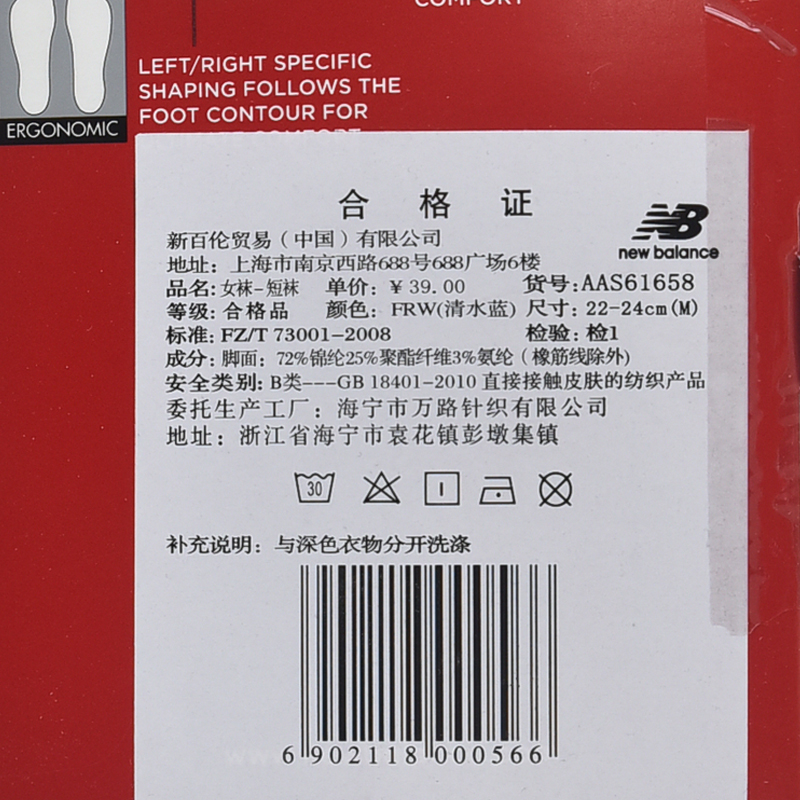 COMFORT
LEFT/RIGHT SPECIFIC
SHAPING FOLLOWS THE
FOOT CONTOUR FOR
ERGONOMIC
合格证
new balance
新百伦贸易(中国)有限公司
地址:上海市南京西路688号688广场6楼
品名:女袜-短袜 单价:¥39.00 货号:AAS61658
等级:合格品 颜色:FRW(清水蓝) 尺寸:22-24cm(M)
标准:FZ/T 73001-2008 检验:检1
成分:脚面:72%锦纶25%聚酯纤维3%氨纶(橡筋线除外)
安全类别:B类---GB 18401-2010 直接接触皮肤的纺织产品
委托生产工厂:海宁市万路针织有限公司
地址:浙江省海宁市袁花镇彭墩集镇
30
补充说明:与深色衣物分开洗涤
6 902118 000566